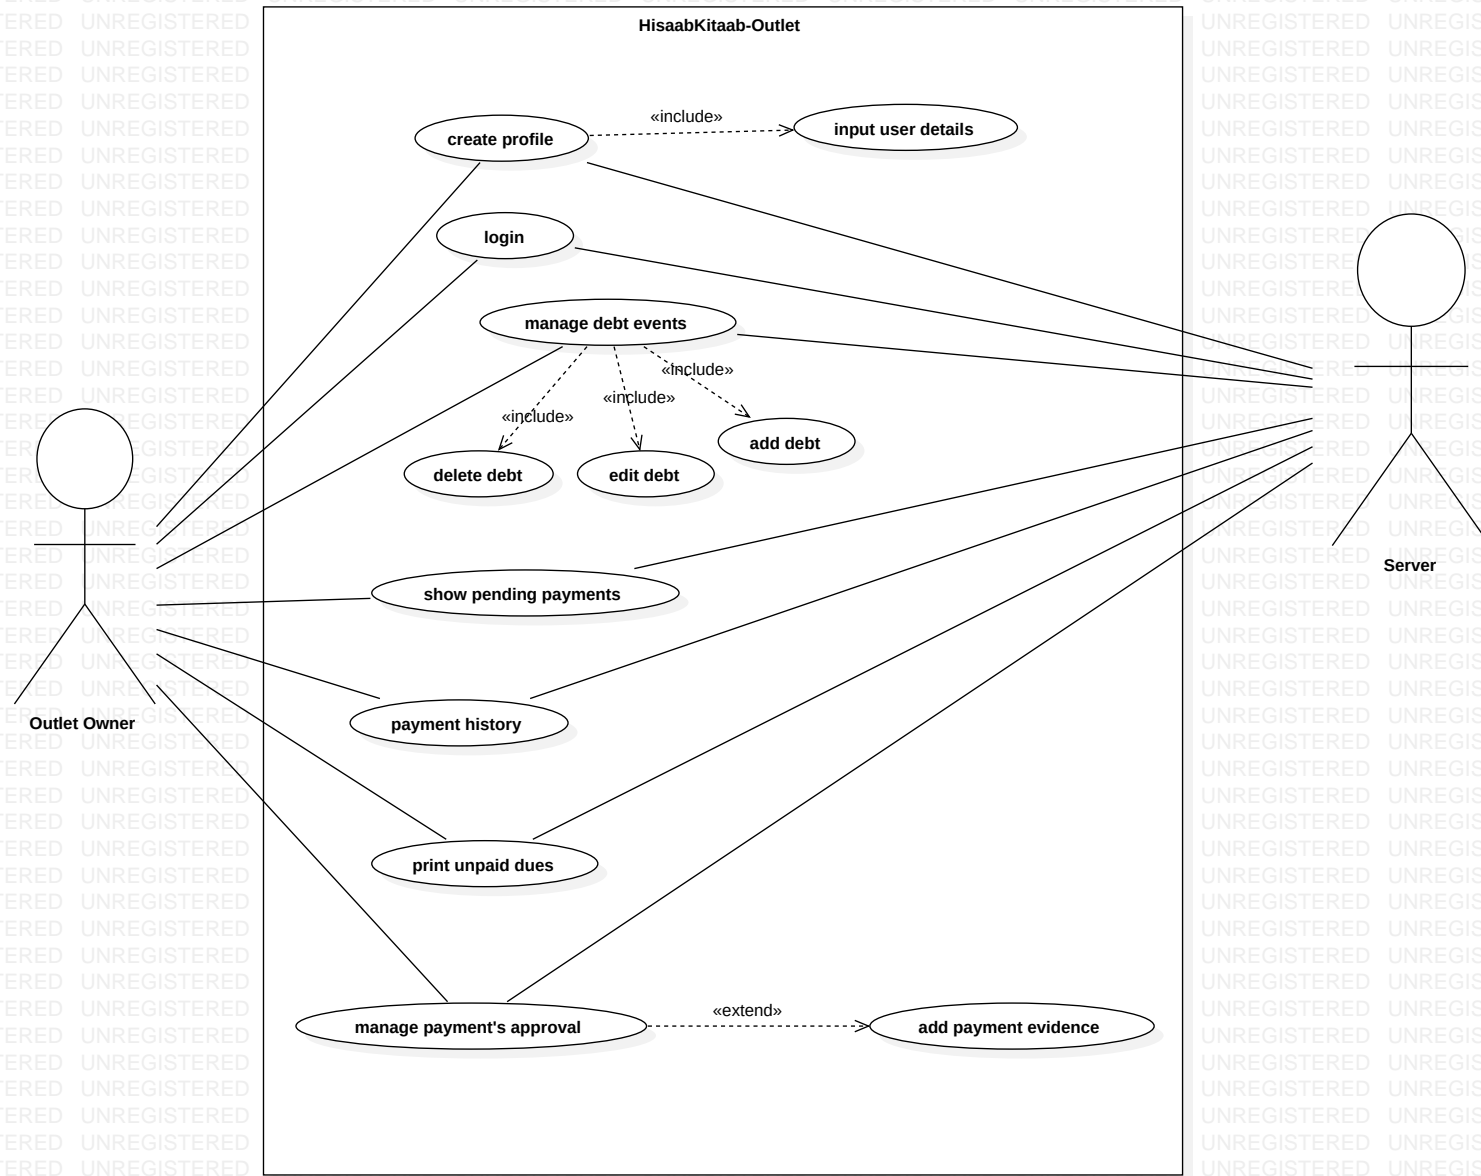 HisaabKitaab-Outlet
create profile
«include»
input user details
login
manage debt events
«include»
«include»
«include»
add debt
delete debt
edit debt
show pending payments
payment history
print unpaid dues
manage payment's approval
«extend»
add payment evidence
Outlet Owner
Server
UNREGISTERED